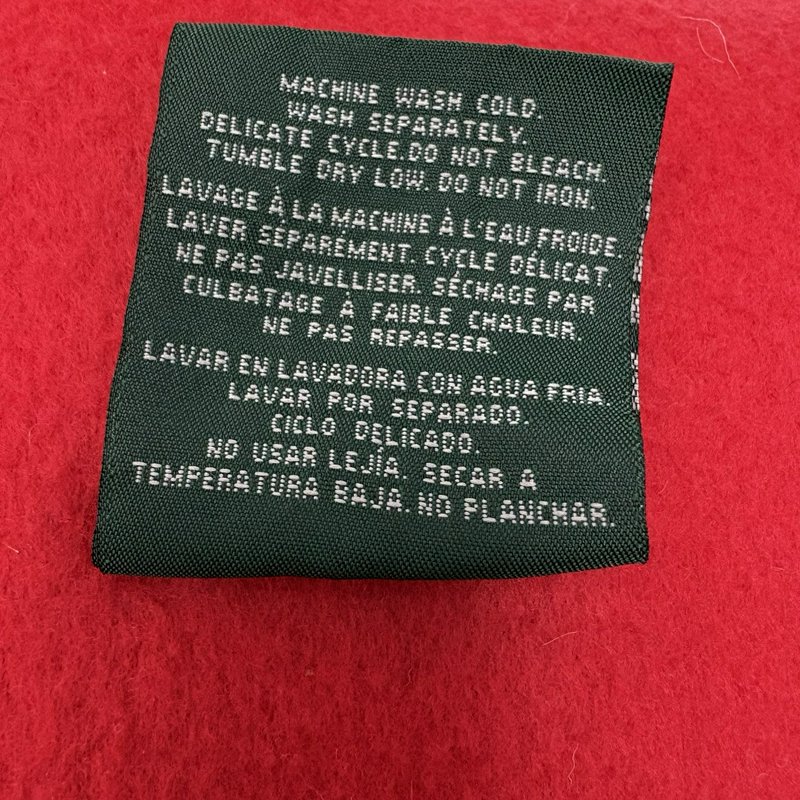 MACHINE WASH COLD.
WASH SEPARATELY.
DELICATE CYCLE.DO NOT BLEACH.
TUMBLE DRY LOW. DO NOT IRON.
LAVAGE À LA MACHINE À L'EAU FROIDE.
LAVER SÉPARÉMENT. CYCLE DÉLICAT.
NE PAS JAVELLISER. SÉCHAGE PAR
CULBATAGE À FAIBLE CHALEUR.
NE PAS REPASSER.
LAVAR EN LAVADORA CON AGUA FRIA.
LAVAR POR SEPARADO.
CICLO DELICADO.
NO USAR LEJÍA. SECAR A
TEMPERATURA BAJA. NO PLANCHAR.